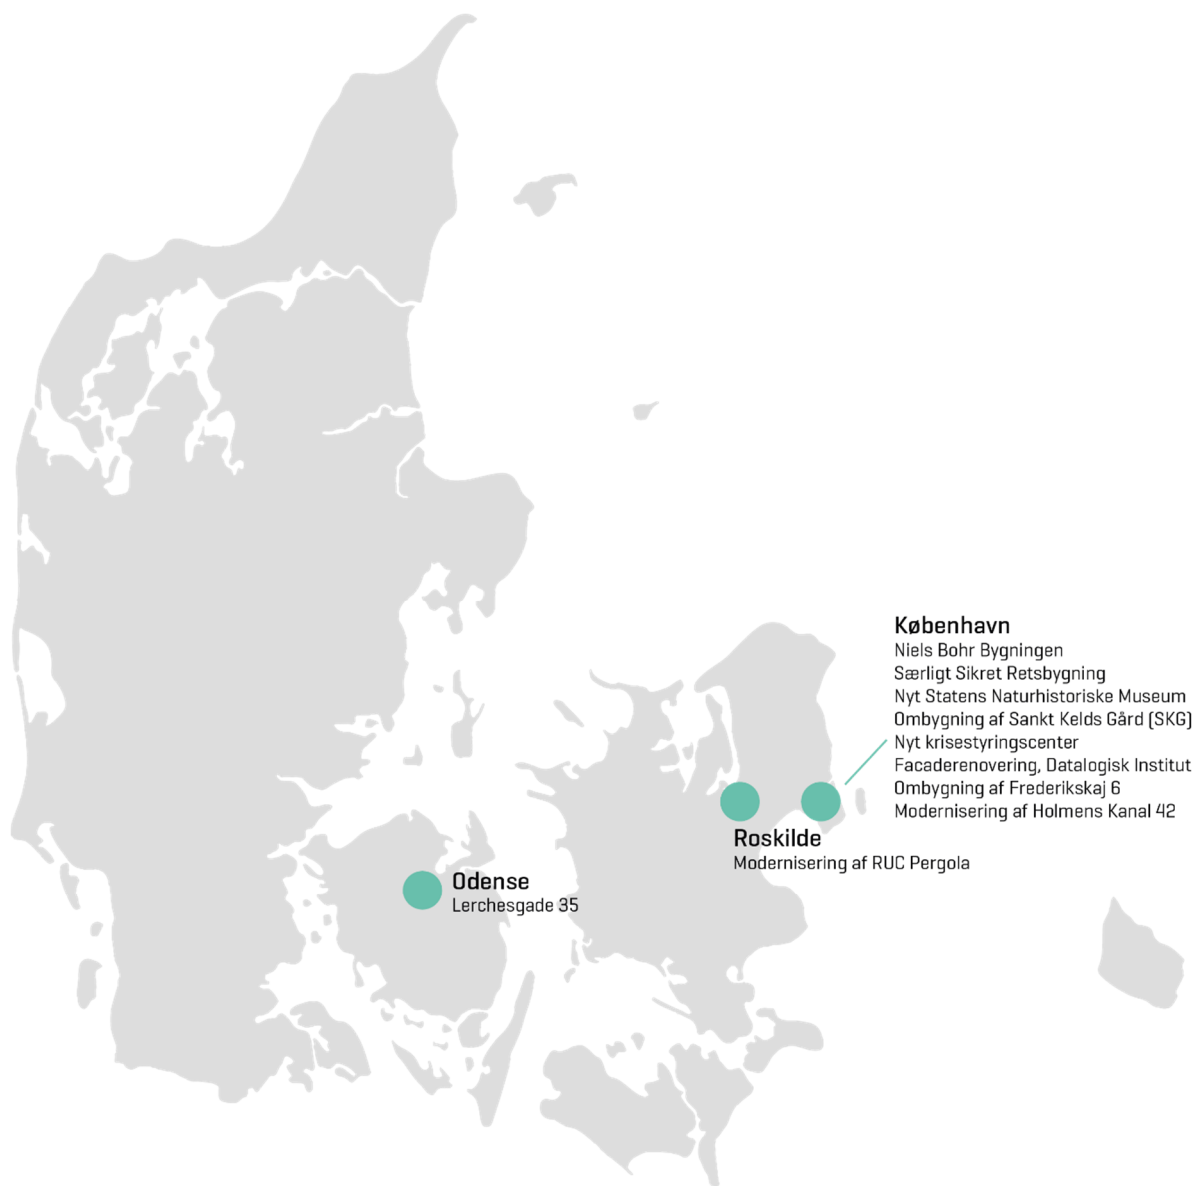 København
Niels Bohr Bygningen
Særligt Sikret Retsbygning
Nyt Statens Naturhistoriske Museum
Ombygning af Sankt Kelds Gård (SKG)
Nyt krisestyringscenter
Facaderenovering, Datalogisk Institut
Ombygning af Frederikskaj 6
Modernisering af Holmens Kanal 42
Roskilde
Modernisering af RUC Pergola
Odense
Lerchesgade 35